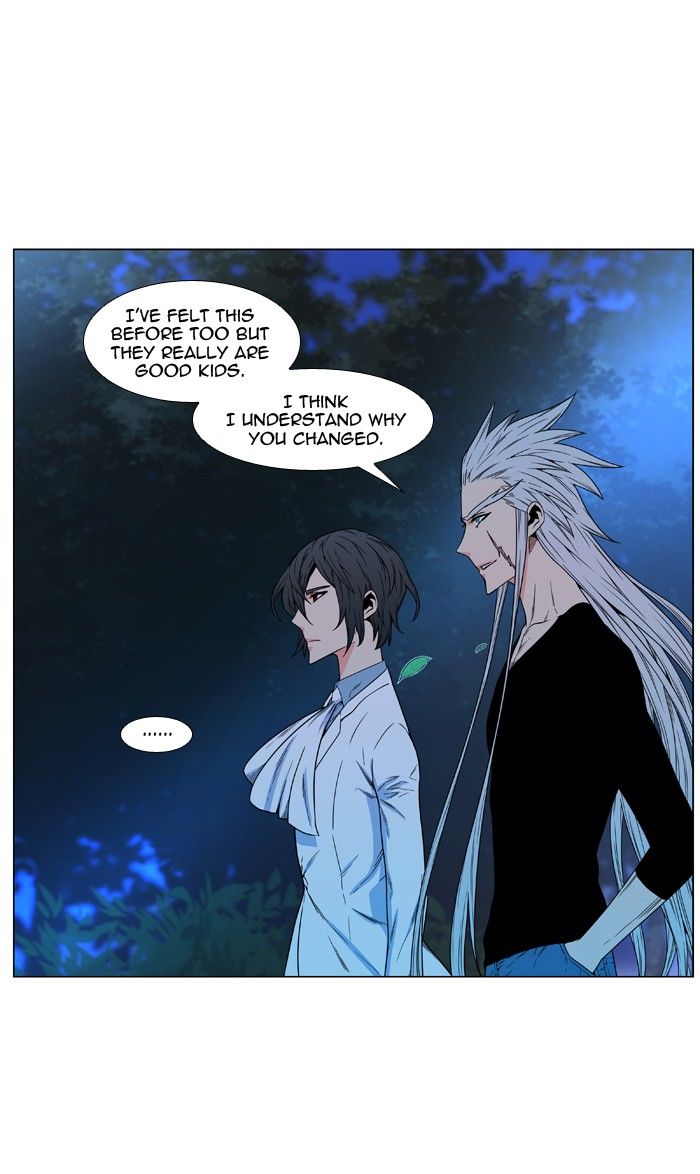 I'VE FELT THIS
BEFORE TOO BUT
THEY REALLY ARE
GOOD KIDS.
I THINK
I UNDERSTAND WHY
YOU CHANGED.
......